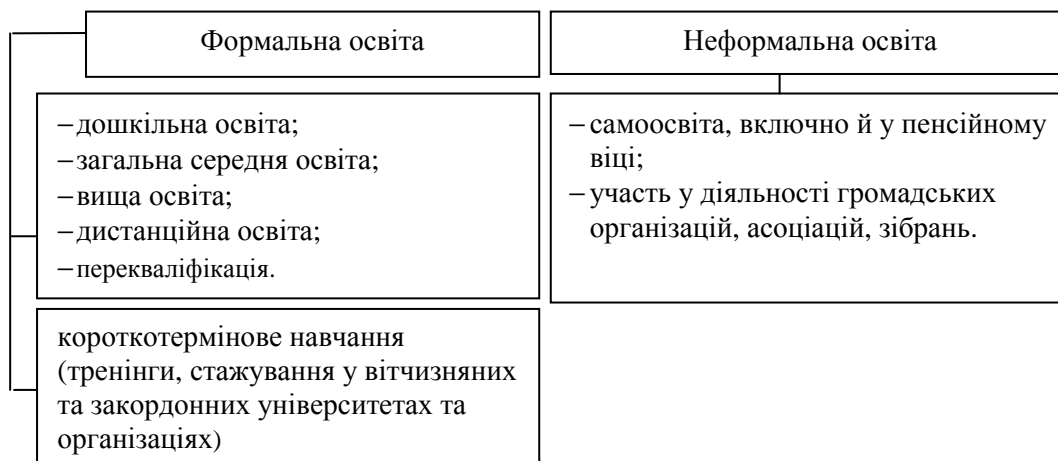 Формальна освіта
– дошкільна освіта;
– загальна середня освіта;
– вища освіта;
– дистанційна освіта;
– перекваліфікація.
короткотермінове навчання
(тренінги, стажування у вітчизняних
та закордонних університетах та
організаціях)
Неформальна освіта
– самоосвіта, включно й у пенсійному
віці;
– участь у діяльності громадських
організацій, асоціацій, зібрань.